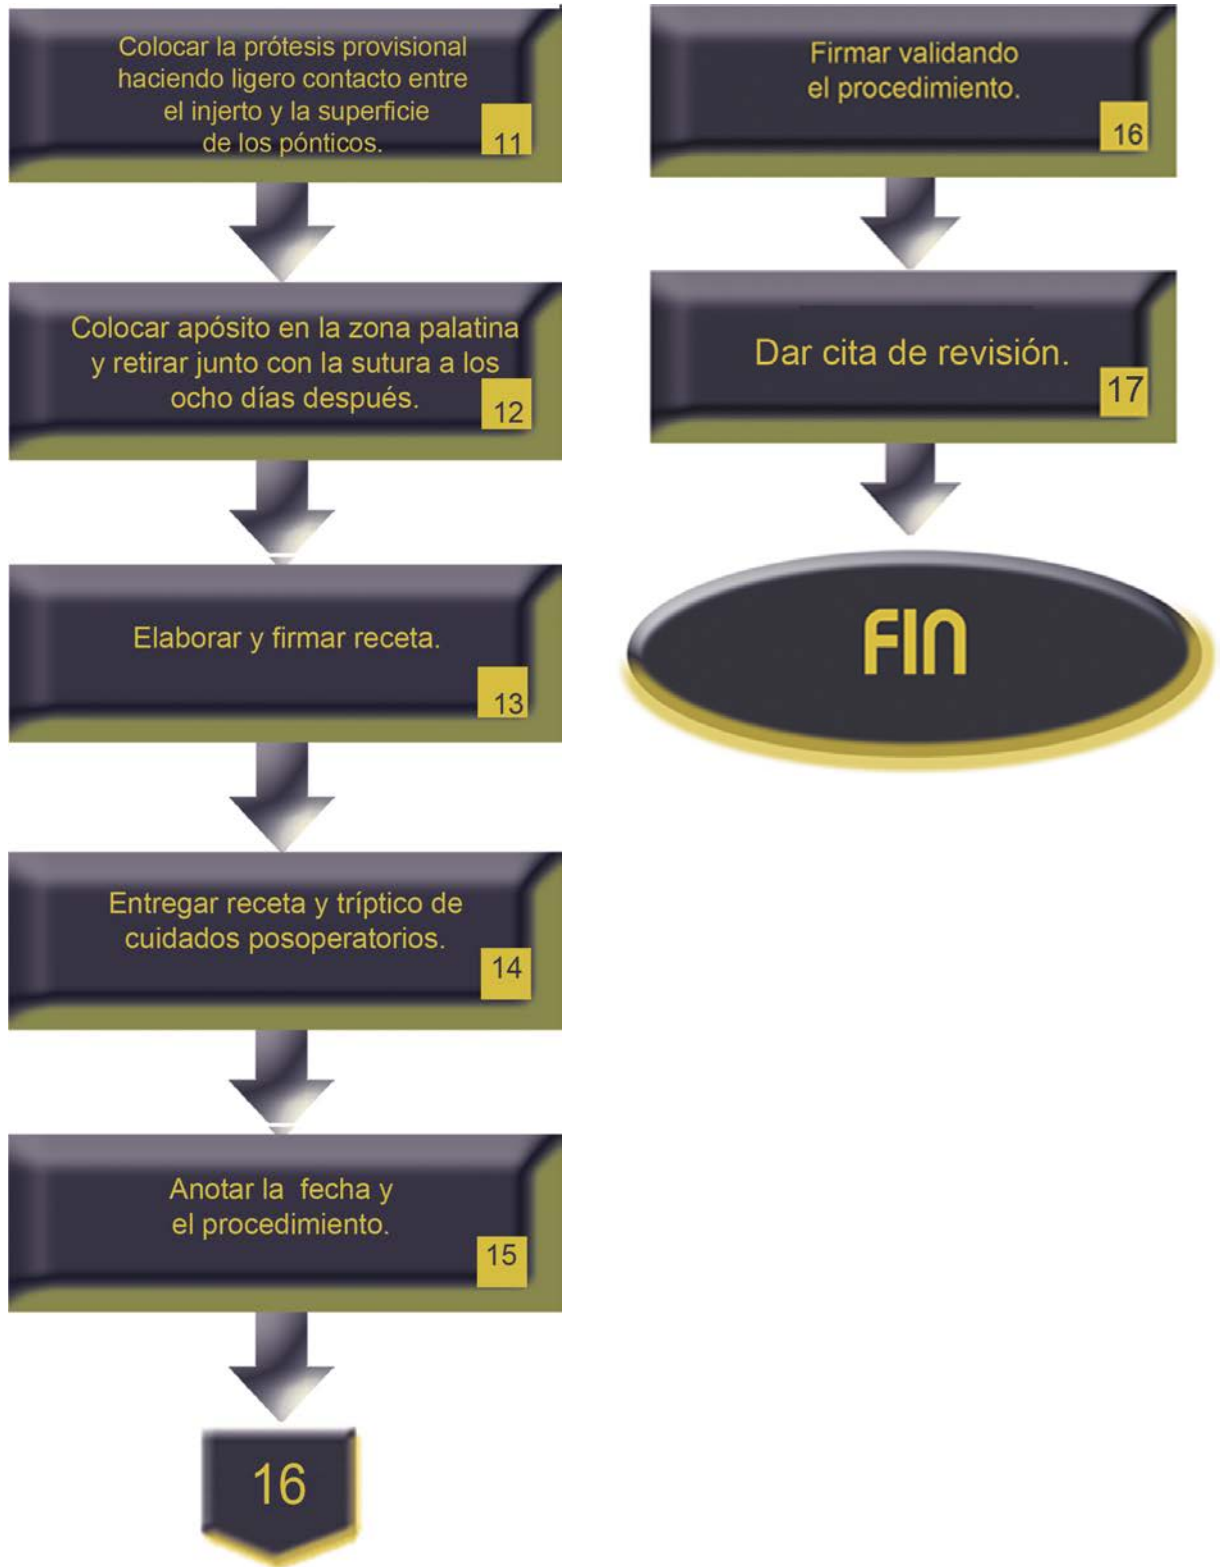 Colocar la prótesis provisional
haciendo ligero contacto entre
el injerto y la superficie
de los pónticos.
11
Colocar apósito en la zona palatina
y retirar junto con la sutura a los
ocho días después.
12
Elaborar y firmar receta.
13
Entregar receta y tríptico de
cuidados posoperatorios.
14
Anotar la fecha y
el procedimiento.
15
16
Firmar validando
el procedimiento.
16
Dar cita de revisión.
17
FIN